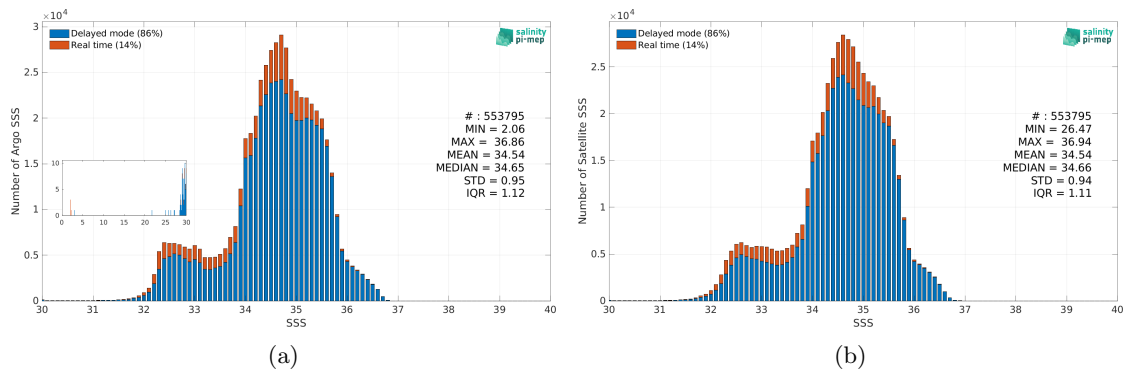 ×10⁴
Delayed mode (86%)
Real time (14%)
salinity
pi-mep
3
2.5
2
1.5
1
0.5
0
Number of Argo SSS
# : 553795
MIN = 2.06
MAX = 36.86
MEAN = 34.54
MEDIAN = 34.65
STD = 0.95
IQR = 1.12
10
5
0
0 5 10 15 20 25 30
30 31 32 33 34 35 36 37 38 39 40
SSS
(a)
×10⁴
Delayed mode (86%)
Real time (14%)
salinity
pi-mep
2.5
2
1.5
1
0.5
0
Number of Satellite SSS
# : 553795
MIN = 26.47
MAX = 36.94
MEAN = 34.54
MEDIAN = 34.66
STD = 0.94
IQR = 1.11
30 31 32 33 34 35 36 37 38 39 40
SSS
(b)